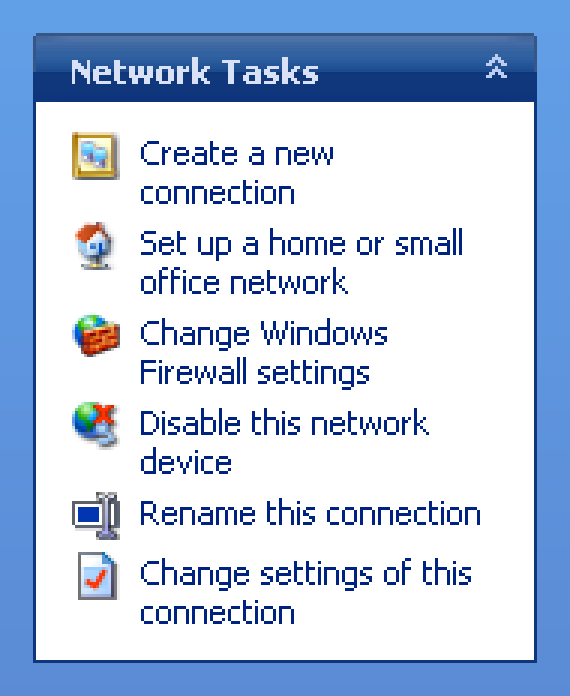 Network Tasks
Create a new
connection
Set up a home or small
office network
Change Windows
Firewall settings
Disable this network
device
Rename this connection
Change settings of this
connection